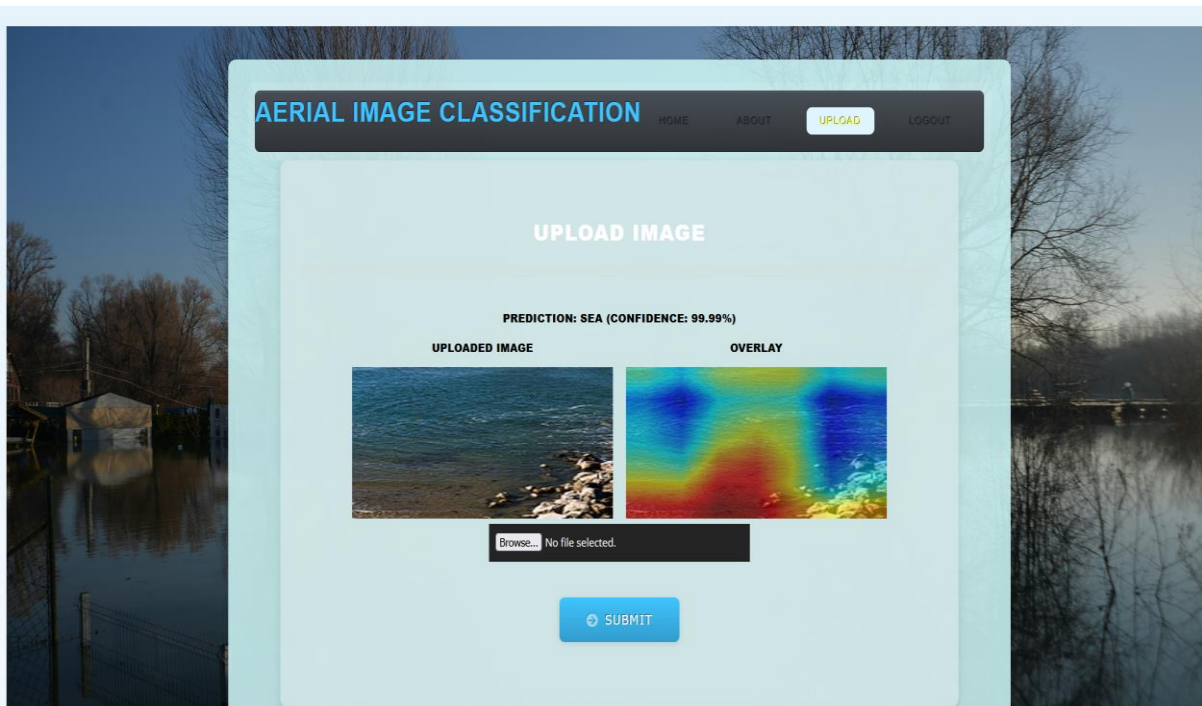 AERIAL IMAGE CLASSIFICATION
HOME ABOUT UPLOAD LOGOUT
UPLOAD IMAGE
PREDICTION: SEA (CONFIDENCE: 99.99%)
UPLOADED IMAGE OVERLAY
Browse... No file selected.
SUBMIT